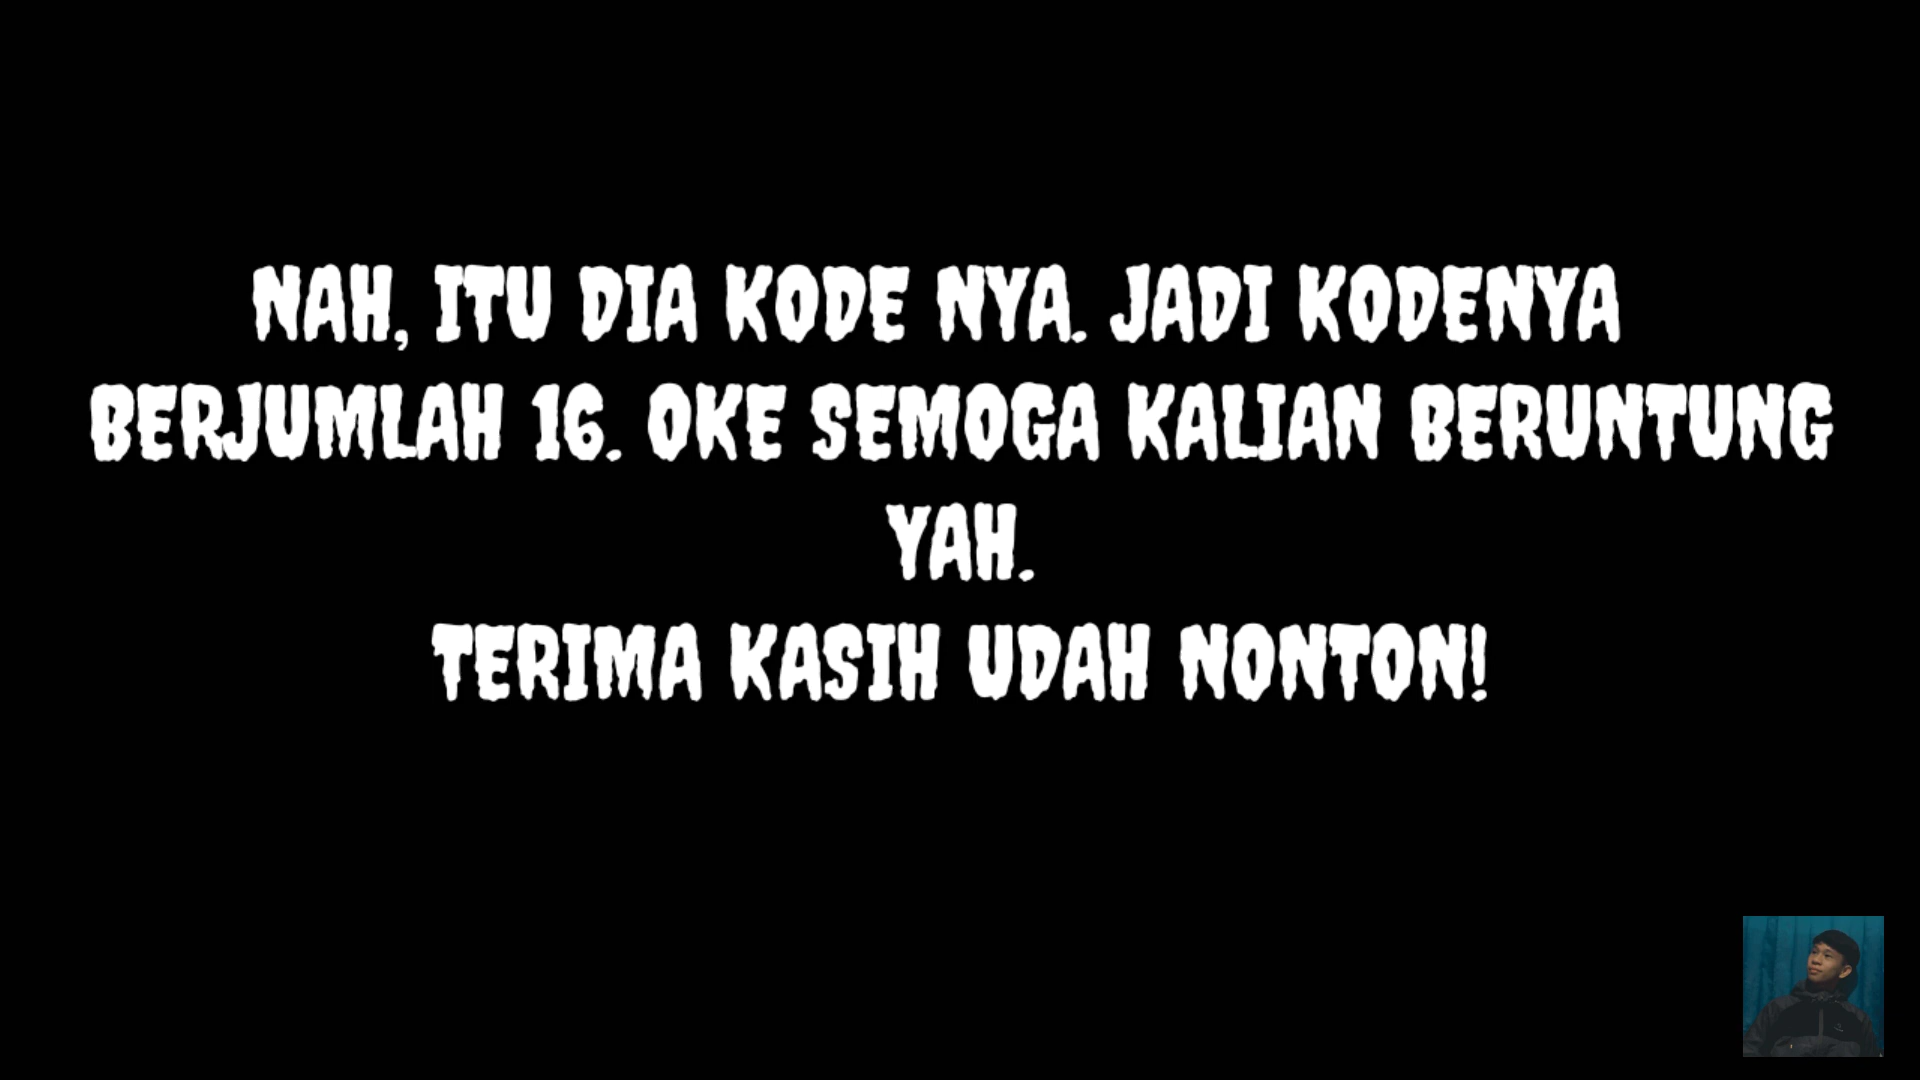 NAH, ITU DIA KODE NYA. JADI KODENYA
BERJUMLAH 16. OKE SEMOGA KALIAN BERUNTUNG
YAH.
TERIMA KASIH UDAH NONTON!